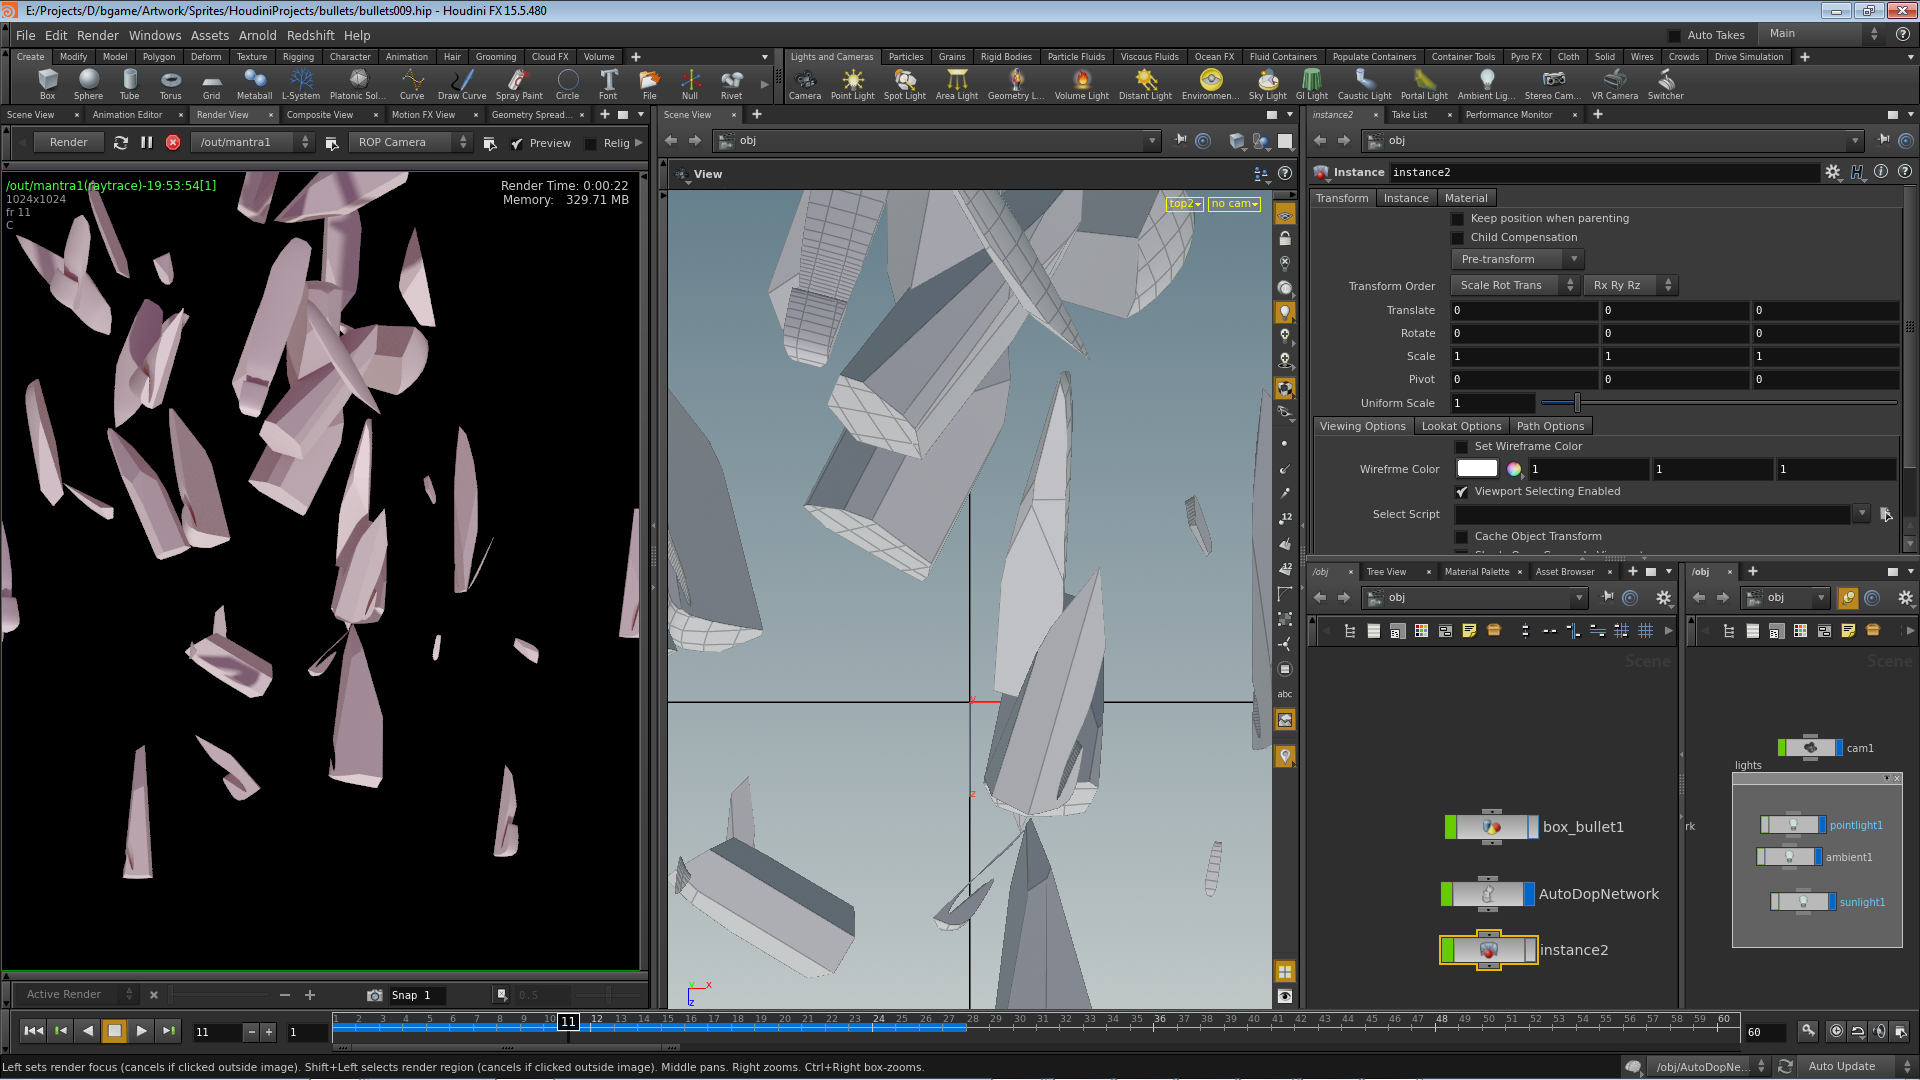 E:/Projects/D/bgame/Artwork/Sprites/HoudiniProjects/bullets/bullets009.hip - Houdini FX 15.5.480
File Edit Render Windows Assets Arnold Redshift Help
Auto Takes Main
Create Modify Model Polygon Deform Texture Rigging Character Animation Hair Grooming Cloud FX Volume
Lights and Cameras Particles Grains Rigid Bodies Particle Fluids Viscous Fluids Ocean FX Fluid Containers Populate Containers Container Tools Pyro FX Cloth Solid Wires Crowds Drive Simulation
Box Sphere Tube Torus Grid Metaball L-System Platonic Sol... Curve Draw Curve Spray Paint Circle Font File Null Rivet
Camera Point Light Spot Light Area Light Geometry L... Volume Light Distant Light Environmen... Sky Light GI Light Caustic Light Portal Light Ambient Lig... Stereo Cam... VR Camera Switcher
Scene View Animation Editor Render View Composite View Motion FX View Geometry Spread...
Scene View
instance2 Take List Performance Monitor
Render /out/mantra1 ROP Camera Preview Relig
obj
obj
View
Instance instance2
/out/mantra1(raytrace)-19:53:54[1]
1024x1024
fr 11
C
Render Time: 0:00:22
Memory: 329.71 MB
top2 no cam
Transform Instance Material
Keep position when parenting
Child Compensation
Pre-transform
Transform Order Scale Rot Trans Rx Ry Rz
Translate 0 0 0
Rotate 0 0 0
Scale 1 1 1
Pivot 0 0 0
Uniform Scale 1
Viewing Options Lookat Options Path Options
Set Wireframe Color
Wirefrme Color 1 1 1
Viewport Selecting Enabled
Select Script
Cache Object Transform
/obj Tree View Material Palette Asset Browser
/obj
obj
obj
Scene
Scene
cam1
lights
pointlight1
ambient1
sunlight1
rk
box_bullet1
AutoDopNetwork
instance2
12
12
abc
z
x
z
Active Render Snap 1 0.5
11 1
1 2 3 4 5 6 7 8 9 10 11 12 13 14 15 16 17 18 19 20 21 22 23 24 25 26 27 28 29 30 31 32 33 34 35 36 37 38 39 40 41 42 43 44 45 46 47 48 49 50 51 52 53 54 55 56 57 58 59 60
60
Left sets render focus (cancels if clicked outside image). Shift+Left selects render region (cancels if clicked outside image). Middle pans. Right zooms. Ctrl+Right box-zooms.
/obj/AutoDopNe... Auto Update